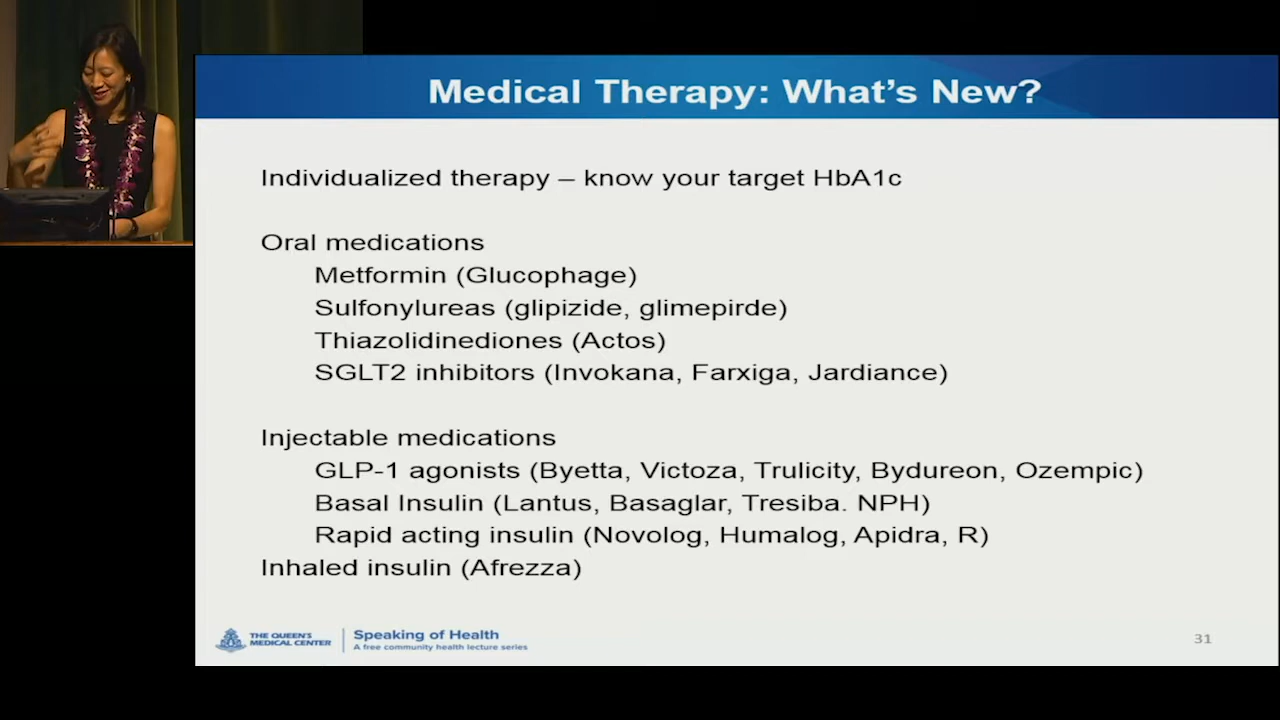 Medical Therapy: What's New?
Individualized therapy – know your target HbA1c
Oral medications
Metformin (Glucophage)
Sulfonylureas (glipizide, glimepirde)
Thiazolidinediones (Actos)
SGLT2 inhibitors (Invokana, Farxiga, Jardiance)
Injectable medications
GLP-1 agonists (Byetta, Victoza, Trulicity, Bydureon, Ozempic)
Basal Insulin (Lantus, Basaglar, Tresiba. NPH)
Rapid acting insulin (Novolog, Humalog, Apidra, R)
Inhaled insulin (Afrezza)
THE QUEEN'S
MEDICAL CENTER
Speaking of Health
A free community health lecture series
31